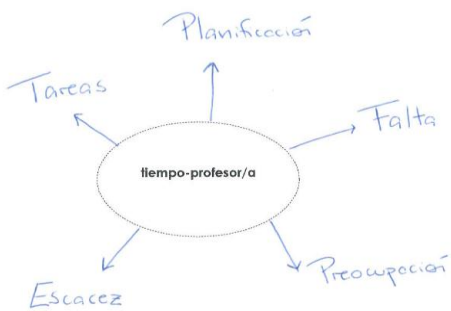 Planificación
Tareas
Falta
tiempo-profesor/a
Preocupación
Escacez